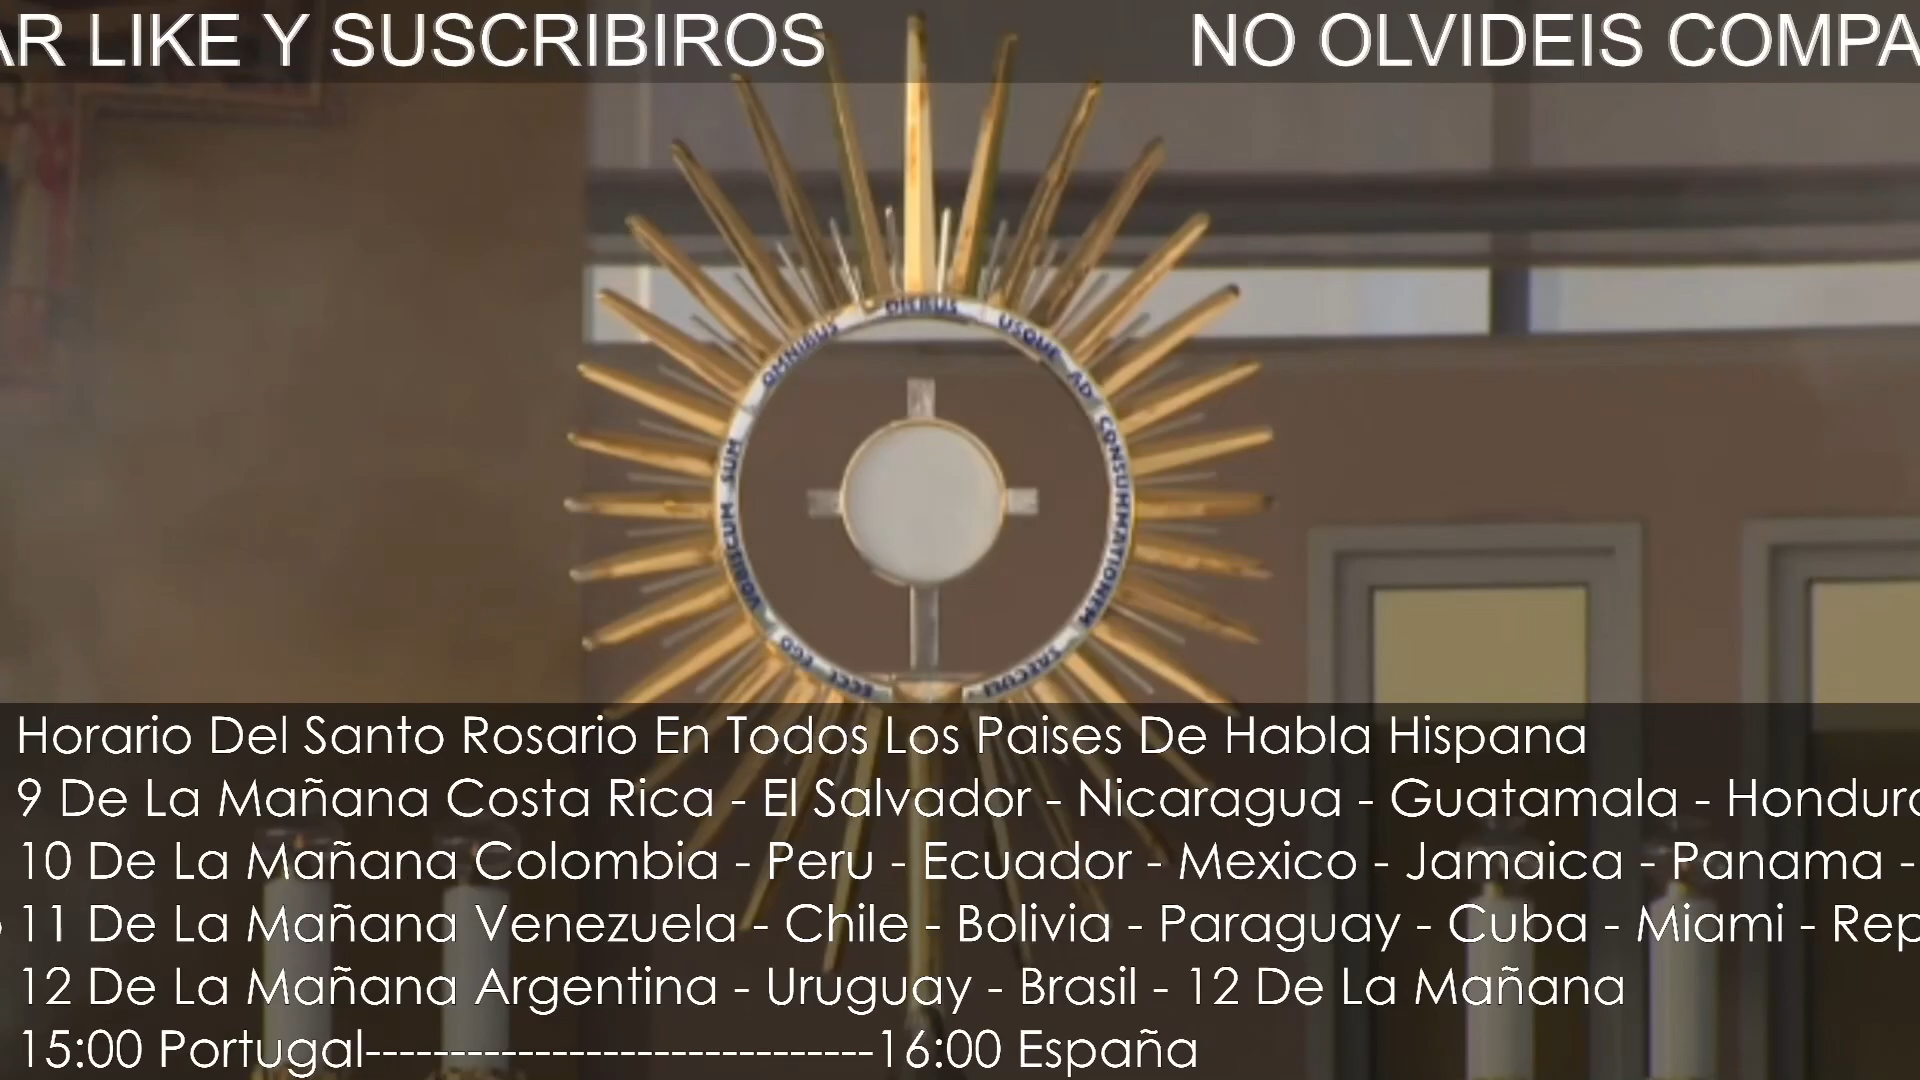 AR LIKE Y SUSCRIBIROS NO OLVIDEIS COMPA
OMNIBUS DIEBUS USQUE AD CONSUMMATIONEM SAECULI
ECCE EGO VOBISCUM SUM
Horario Del Santo Rosario En Todos Los Paises De Habla Hispana
9 De La Mañana Costa Rica - El Salvador - Nicaragua - Guatamala - Hondura
10 De La Mañana Colombia - Peru - Ecuador - Mexico - Jamaica - Panama -
11 De La Mañana Venezuela - Chile - Bolivia - Paraguay - Cuba - Miami - Rep
12 De La Mañana Argentina - Uruguay - Brasil - 12 De La Mañana
15:00 Portugal------------------------------16:00 España